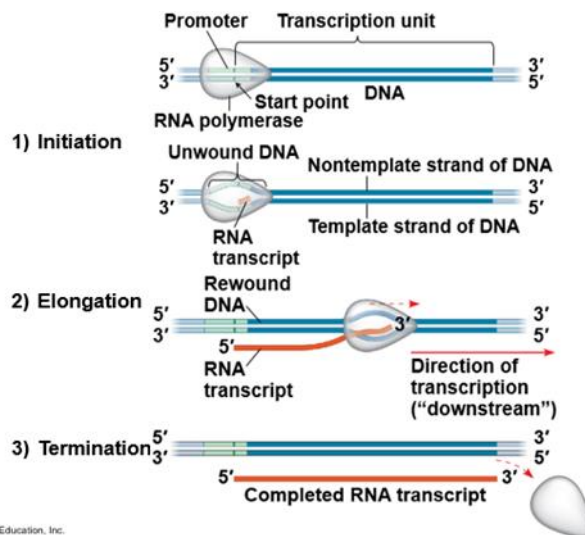 Promoter
Transcription unit
5′
3′
3′
5′
Start point
DNA
RNA polymerase
1) Initiation
Unwound DNA
Nontemplate strand of DNA
5′
3′
3′
5′
RNA
transcript
Template strand of DNA
2) Elongation
Rewound
DNA
5′
3′
3′
3′
5′
5′
RNA
transcript
Direction of
transcription
(“downstream”)
3) Termination
5′
3′
3′
5′
5′
3′
Completed RNA transcript
Education, Inc.